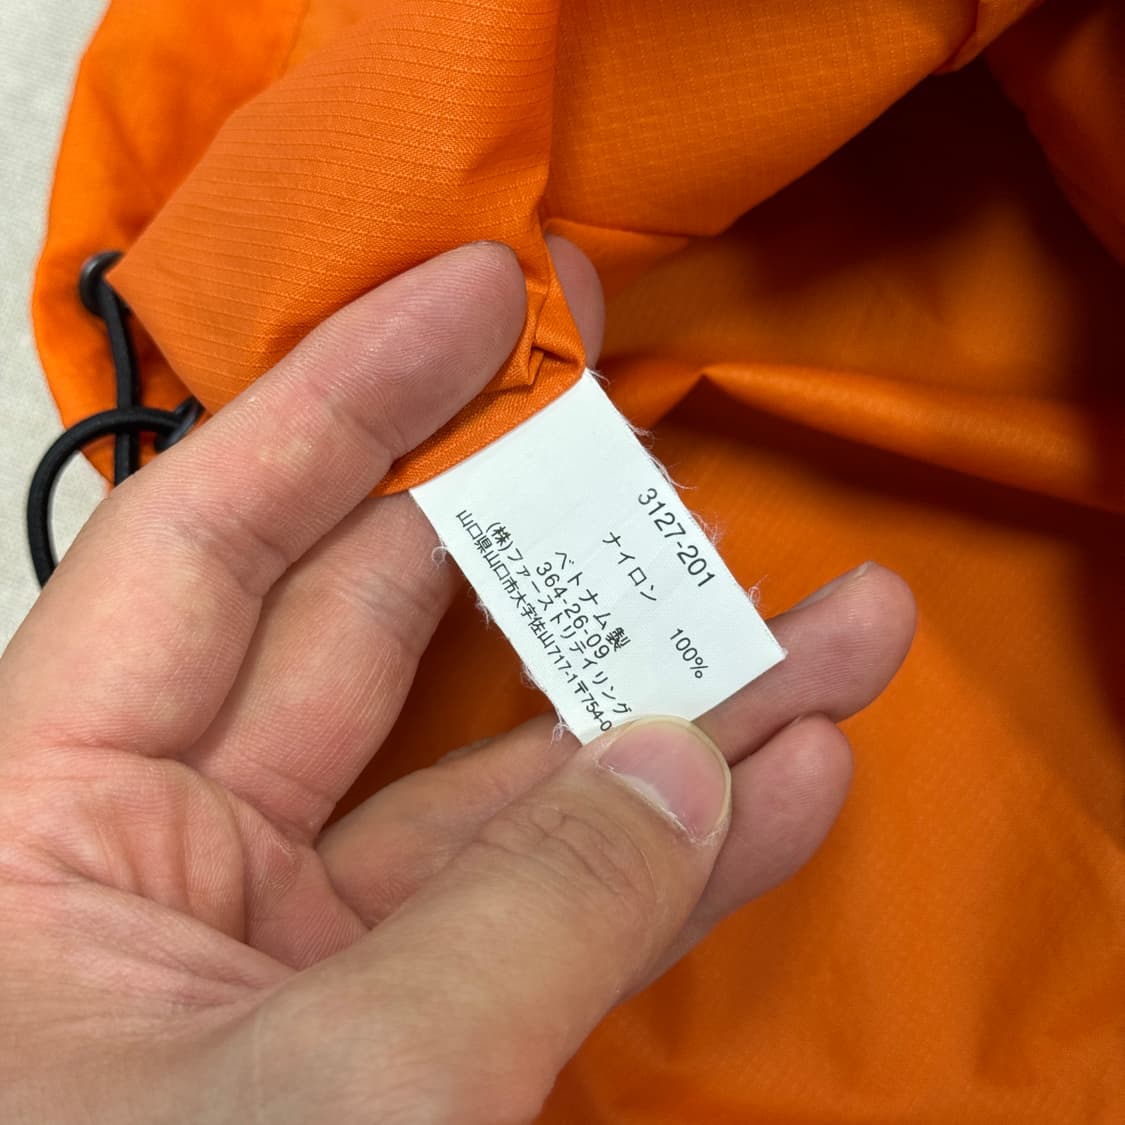 3127-201
ナイロン 100%
ベトナム製
364-26-09
(株)ファーストリテイリング
山口県山口市大字佐山717-1〒754-0